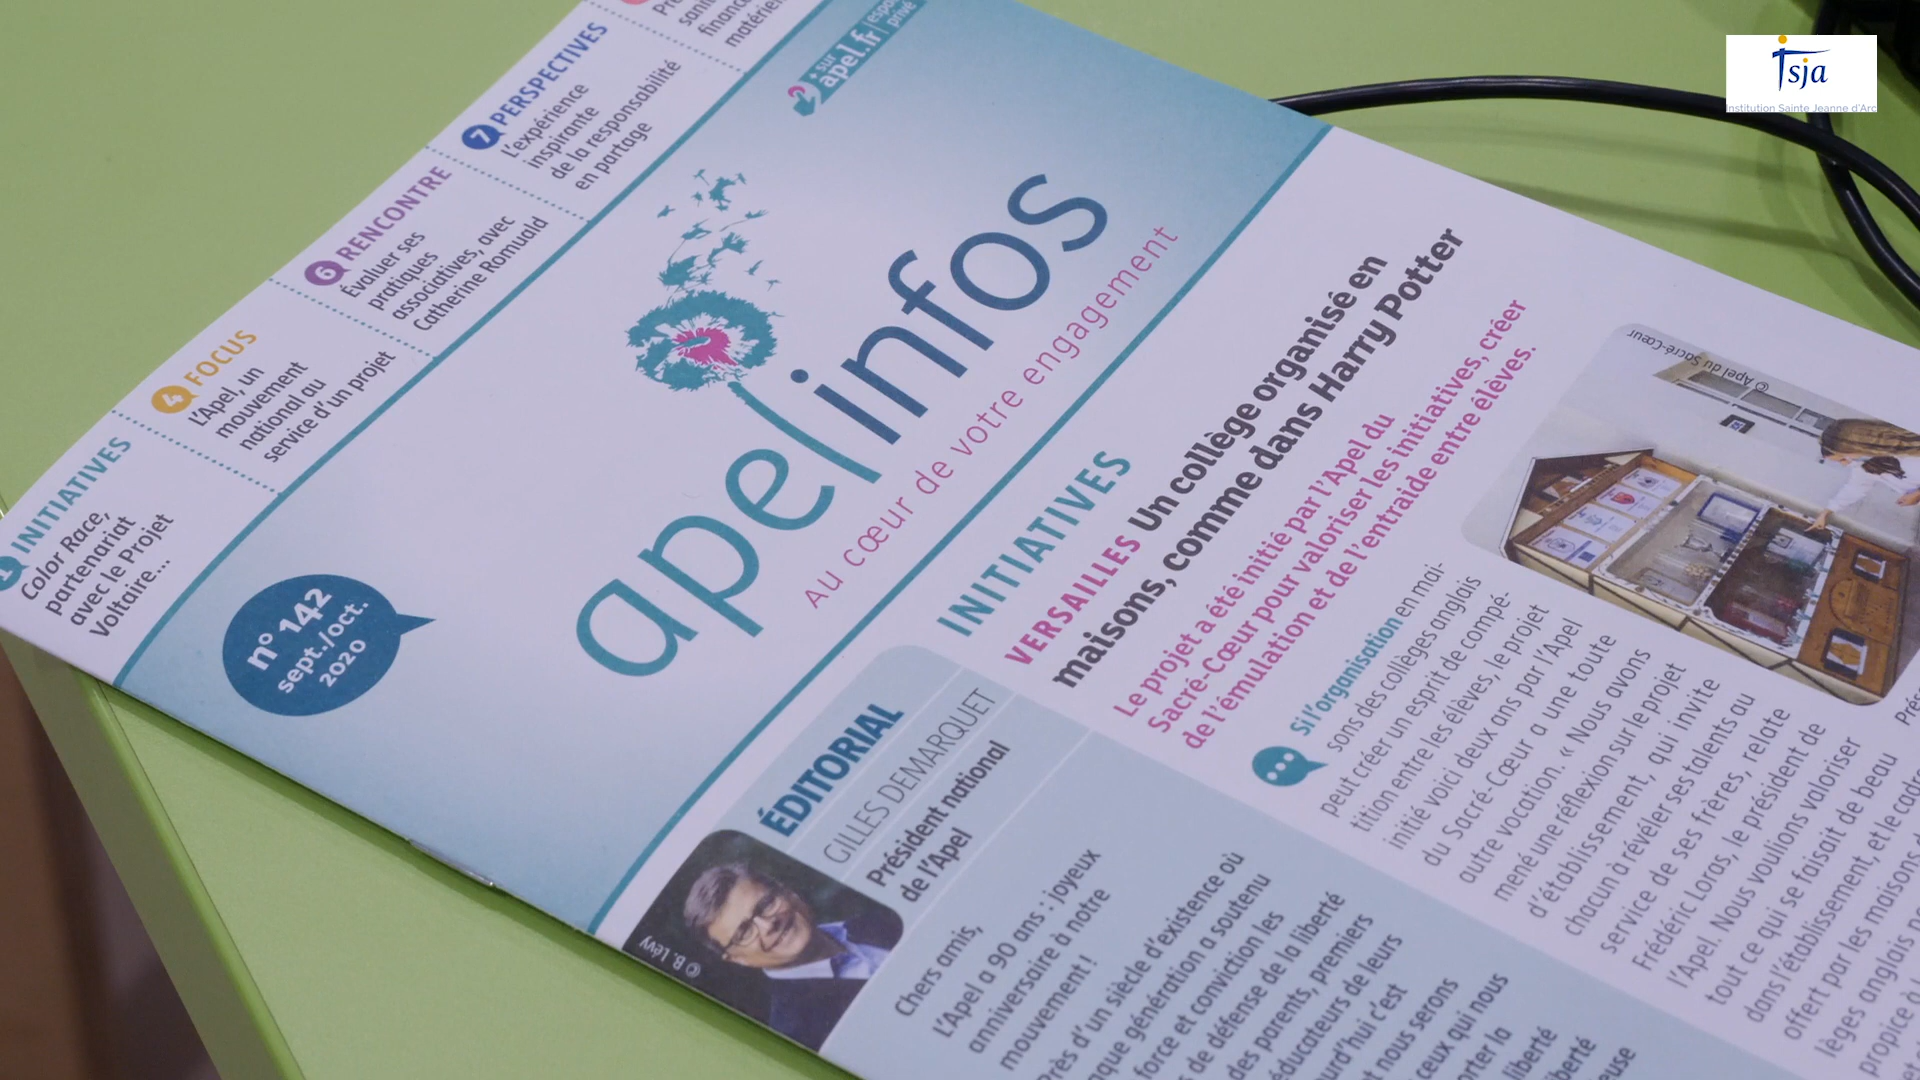 isja
Institution Sainte Jeanne d'Arc
+ sur
apel.fr
privé
1 INITIATIVES
Color Race,
partenariat
avec le Projet
Voltaire...
4 FOCUS
L'Apel, un
mouvement
national au
service d'un projet
6 RENCONTRE
Évaluer ses
pratiques
associatives, avec
Catherine Romuald
7 PERSPECTIVES
L'expérience
inspirante
de la responsabilité
en partage
n° 142
sept./oct.
2020
apel infos
Au cœur de votre engagement
INITIATIVES
VERSAILLES Un collège organisé en
maisons, comme dans Harry Potter
Le projet a été initié par l'Apel du
Sacré-Cœur pour valoriser les initiatives, créer
de l'émulation et de l'entraide entre élèves.
© Apel du Sacré-Cœur
Si l'organisation en mai-
sons des collèges anglais
peut créer un esprit de compé-
tition entre les élèves, le projet
initié voici deux ans par l'Apel
du Sacré-Cœur a une toute
autre vocation. « Nous avons
mené une réflexion sur le projet
d'établissement, qui invite
chacun à révéler ses talents au
service de ses frères, relate
Frédéric Loras, le président de
l'Apel. Nous voulions valoriser
tout ce qui se faisait de beau
dans l'établissement, et le cadre
offert par les maisons
lèges anglais
propice à
ÉDITORIAL
GILLES DEMARQUET
Président national
de l'Apel
© B. Lévy
Chers amis,
L'Apel a 90 ans : joyeux
anniversaire à notre
mouvement !
Près d'un siècle d'existence où
génération a soutenu
force et conviction les
de défense de la liberté
des parents, premiers
éducateurs de leurs
c'est
nous serons
ceux qui nous
la
liberté